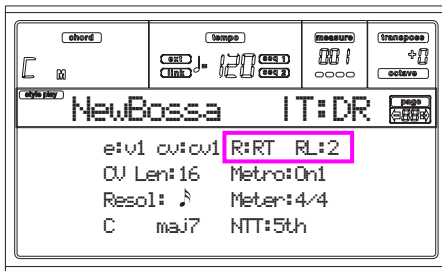 chord tempo measure transpose
C M ext link ♩= 120 seq 1 seq 2 001 +0 octave
style play NewBossa IT:DR page
e:v1 cv:cv1 R:RT RL:2
CV Len:16 Metro:On1
Resol: ♪ Meter:4/4
C maj7 NTT:5th